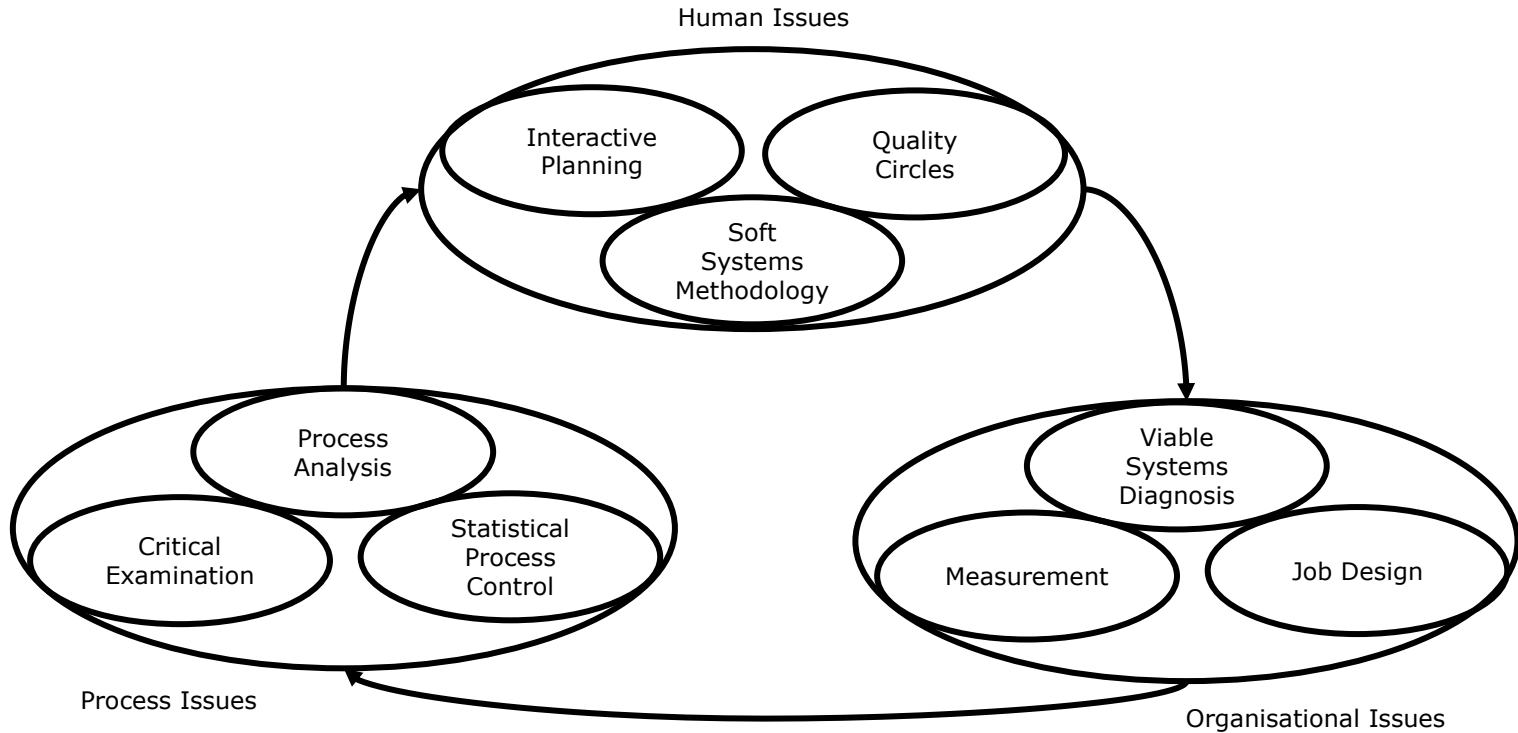 Human Issues
Interactive
Planning
Quality
Circles
Soft
Systems
Methodology
Process
Analysis
Critical
Examination
Statistical
Process
Control
Viable
Systems
Diagnosis
Measurement
Job Design
Process Issues
Organisational Issues